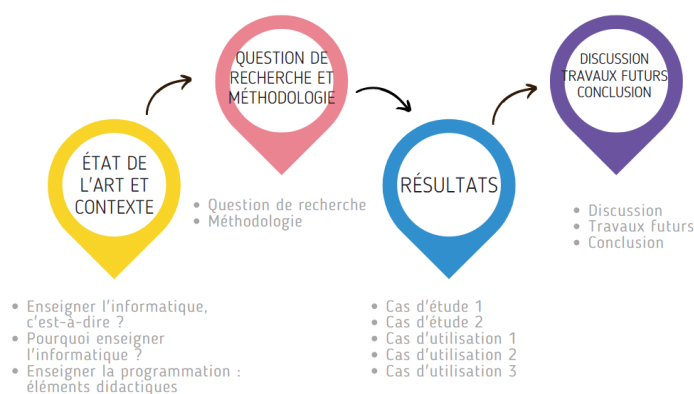 ÉTAT DE
L'ART ET
CONTEXTE
• Enseigner l'informatique,
c'est-à-dire ?
• Pourquoi enseigner
l'informatique ?
• Enseigner la programmation :
éléments didactiques
QUESTION DE
RECHERCHE ET
MÉTHODOLOGIE
• Question de recherche
• Méthodologie
RÉSULTATS
• Cas d'étude 1
• Cas d'étude 2
• Cas d'utilisation 1
• Cas d'utilisation 2
• Cas d'utilisation 3
DISCUSSION
TRAVAUX FUTURS
CONCLUSION
• Discussion
• Travaux futurs
• Conclusion